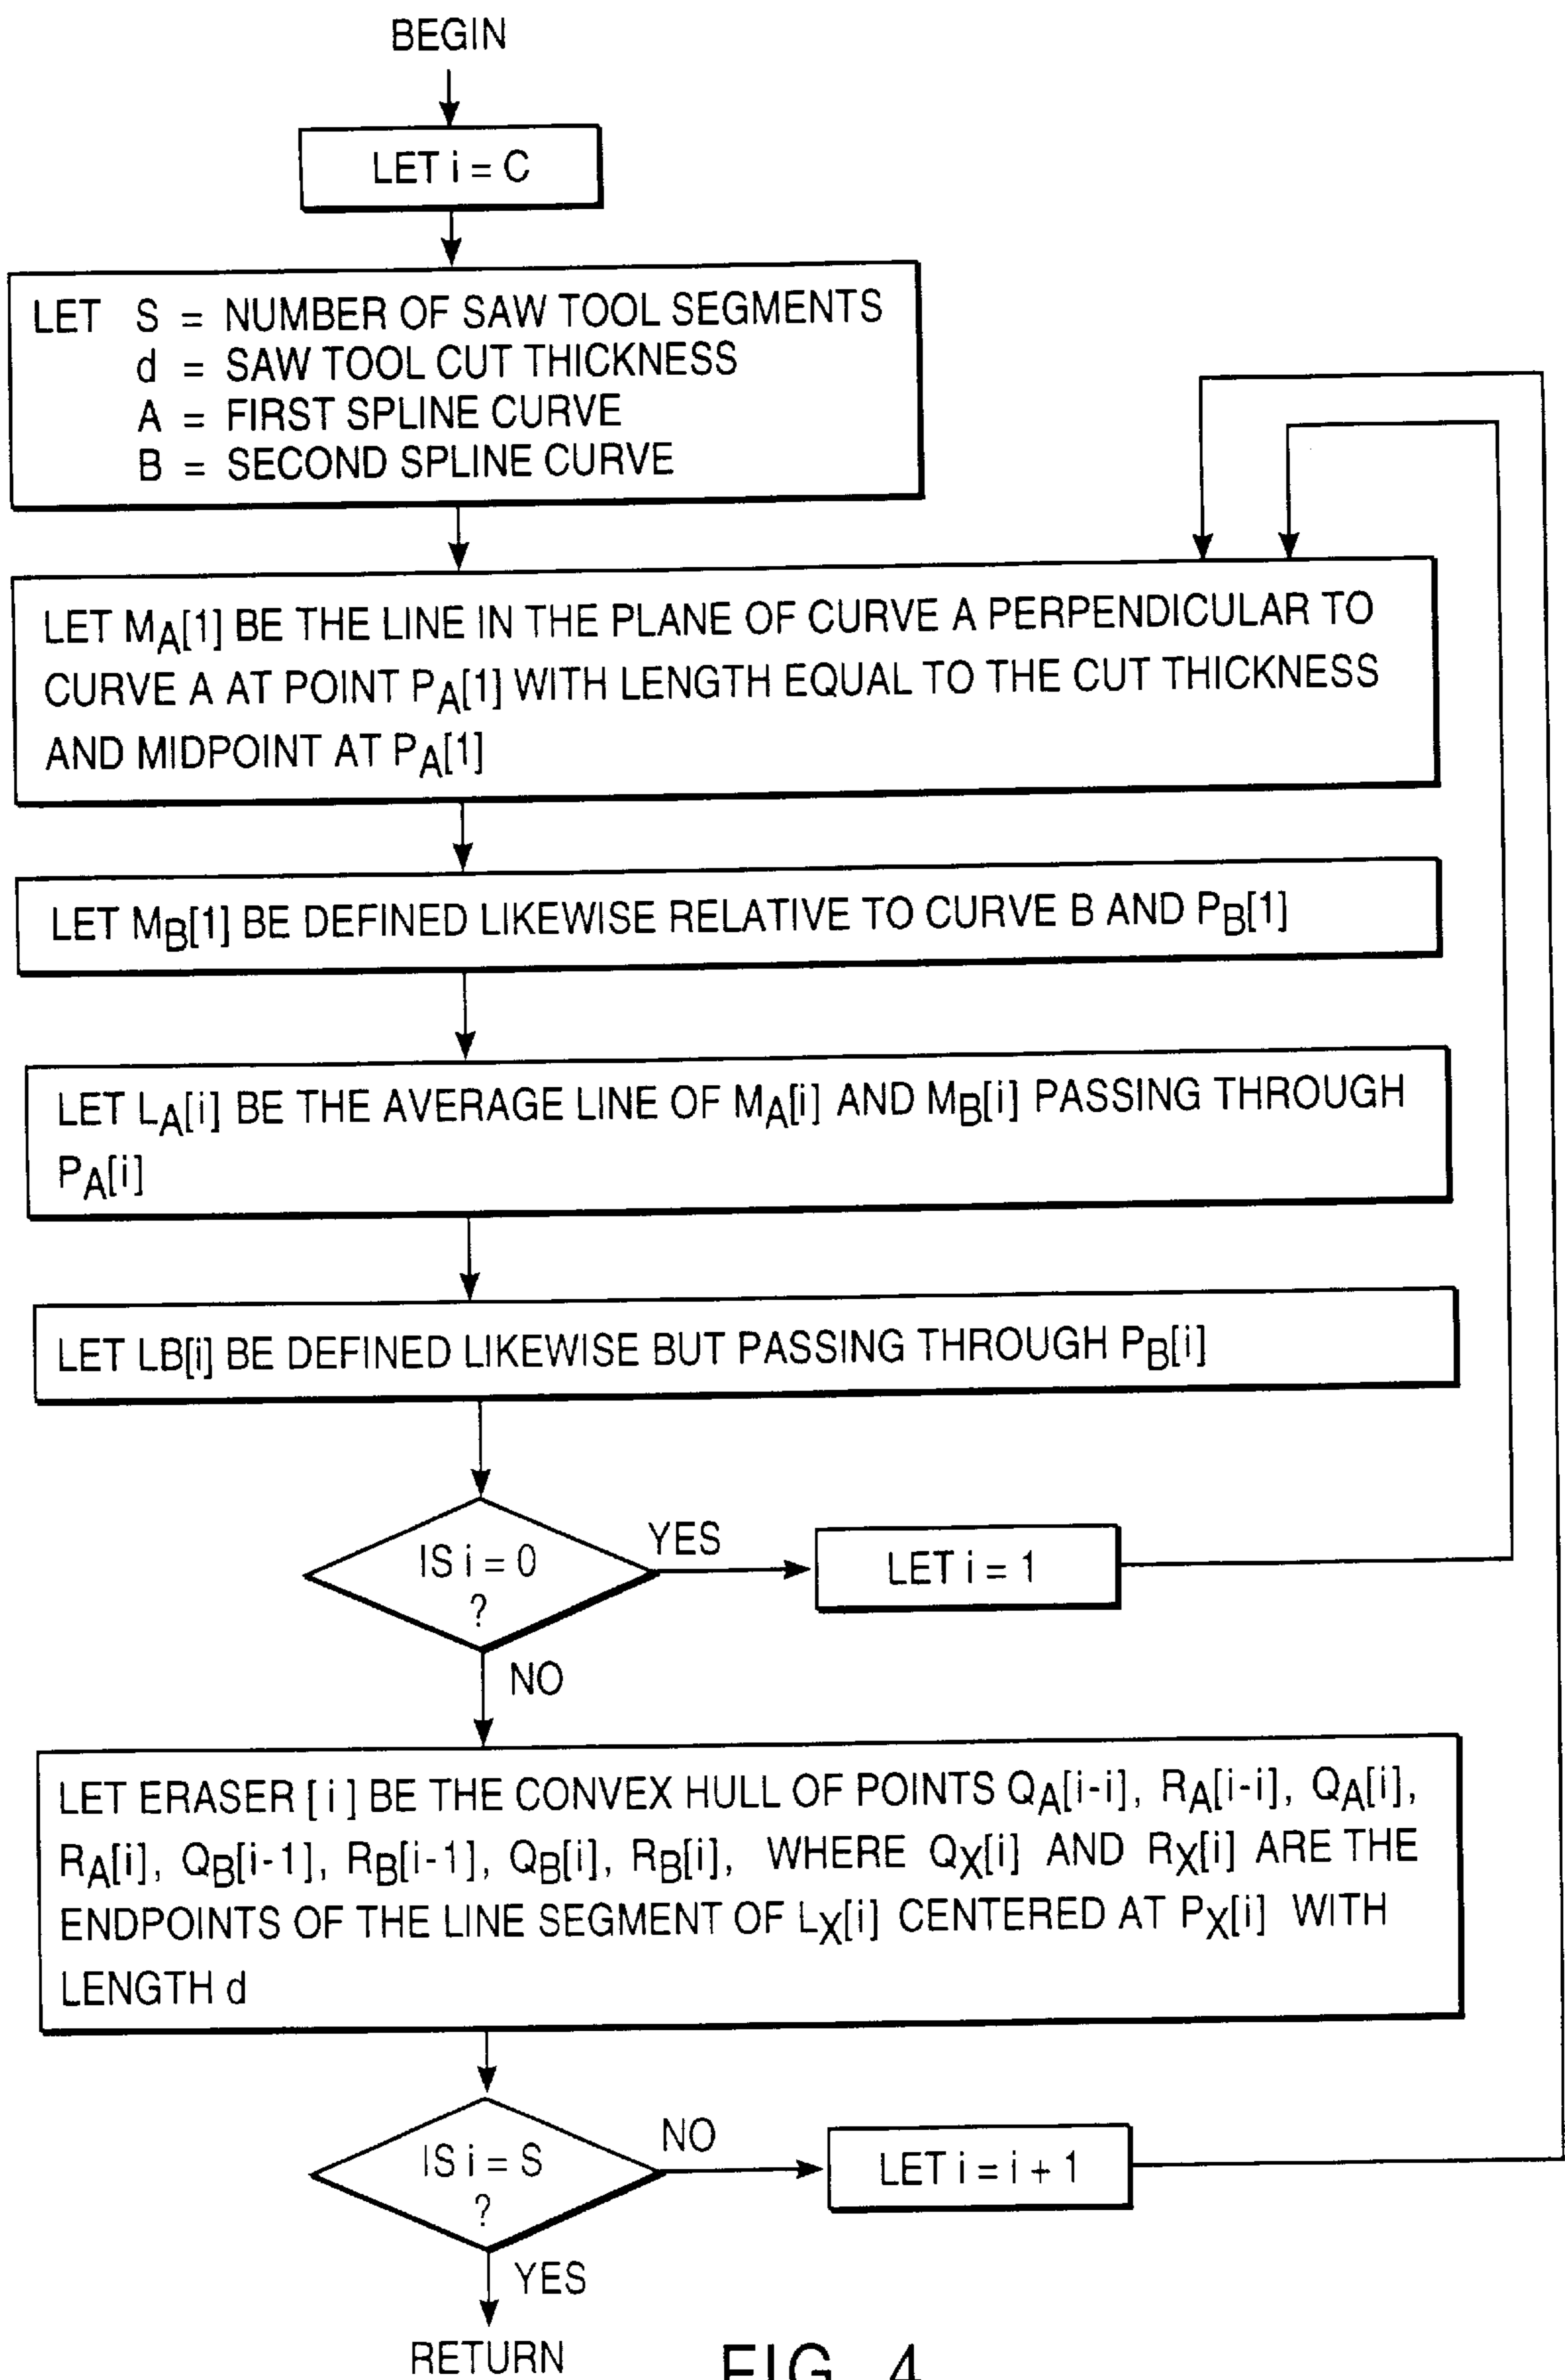 BEGIN
LET i = C
LET S = NUMBER OF SAW TOOL SEGMENTS
d = SAW TOOL CUT THICKNESS
A = FIRST SPLINE CURVE
B = SECOND SPLINE CURVE
LET MA[1] BE THE LINE IN THE PLANE OF CURVE A PERPENDICULAR TO
CURVE A AT POINT PA[1] WITH LENGTH EQUAL TO THE CUT THICKNESS
AND MIDPOINT AT PA[1]
LET MB[1] BE DEFINED LIKEWISE RELATIVE TO CURVE B AND PB[1]
LET LA[i] BE THE AVERAGE LINE OF MA[i] AND MB[i] PASSING THROUGH
PA[i]
LET LB[i] BE DEFINED LIKEWISE BUT PASSING THROUGH PB[i]
IS i = 0
?
YES
LET i = 1
NO
LET ERASER [ i ] BE THE CONVEX HULL OF POINTS QA[i-i], RA[i-i], QA[i],
RA[i], QB[i-1], RB[i-1], QB[i], RB[i], WHERE QX[i] AND RX[i] ARE THE
ENDPOINTS OF THE LINE SEGMENT OF LX[i] CENTERED AT PX[i] WITH
LENGTH d
IS i = S
?
NO
LET i = i + 1
YES
RETURN
FIG. 4